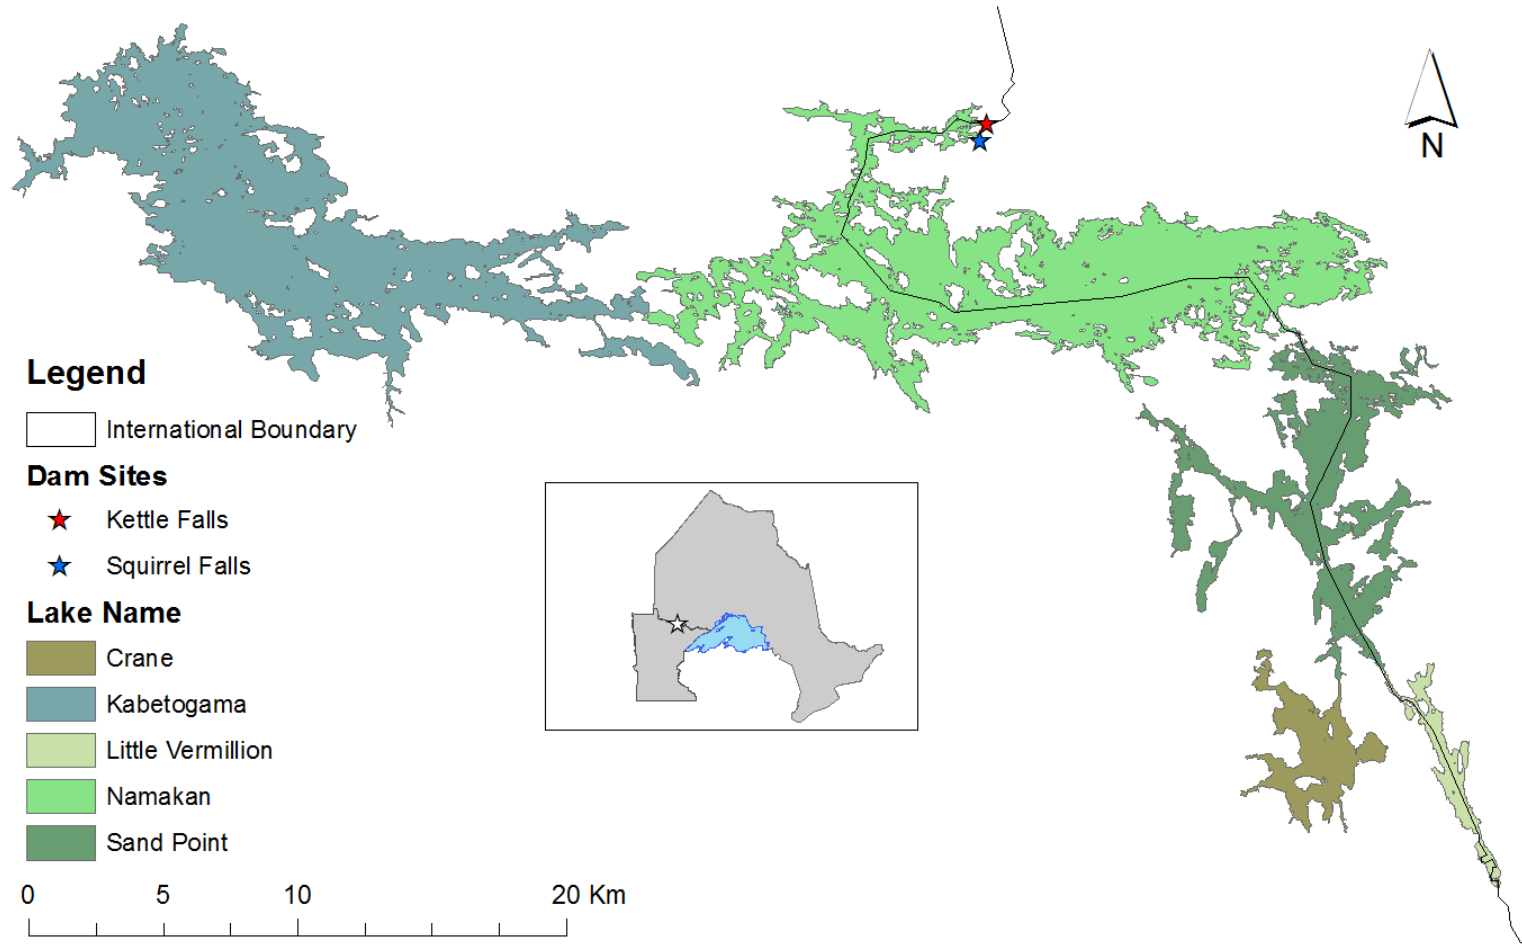 N
Legend
International Boundary
Dam Sites
Kettle Falls
Squirrel Falls
Lake Name
Crane
Kabetogama
Little Vermillion
Namakan
Sand Point
0 5 10 20 Km